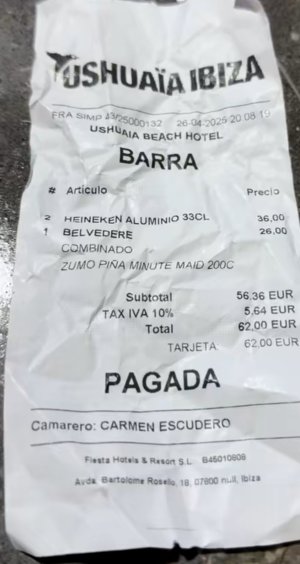 USHUAÏA IBIZA
FRA SIMP 43/25000132 26-04-2025 20 08 19
USHUAIA BEACH HOTEL
BARRA
# Artículo Precio
2 HEINEKEN ALUMINIO 33CL 36,00
1 BELVEDERE 26,00
COMBINADO
ZUMO PIÑA MINUTE MAID 200C
Subtotal 56,36 EUR
TAX IVA 10% 5,64 EUR
Total 62,00 EUR
TARJETA: 62,00 EUR
PAGADA
Camarero: CARMEN ESCUDERO
Fiesta Hotels & Resort S.L. B45010806
Avda. Bartolome Rosello, 18, 07800 null, Ibiza